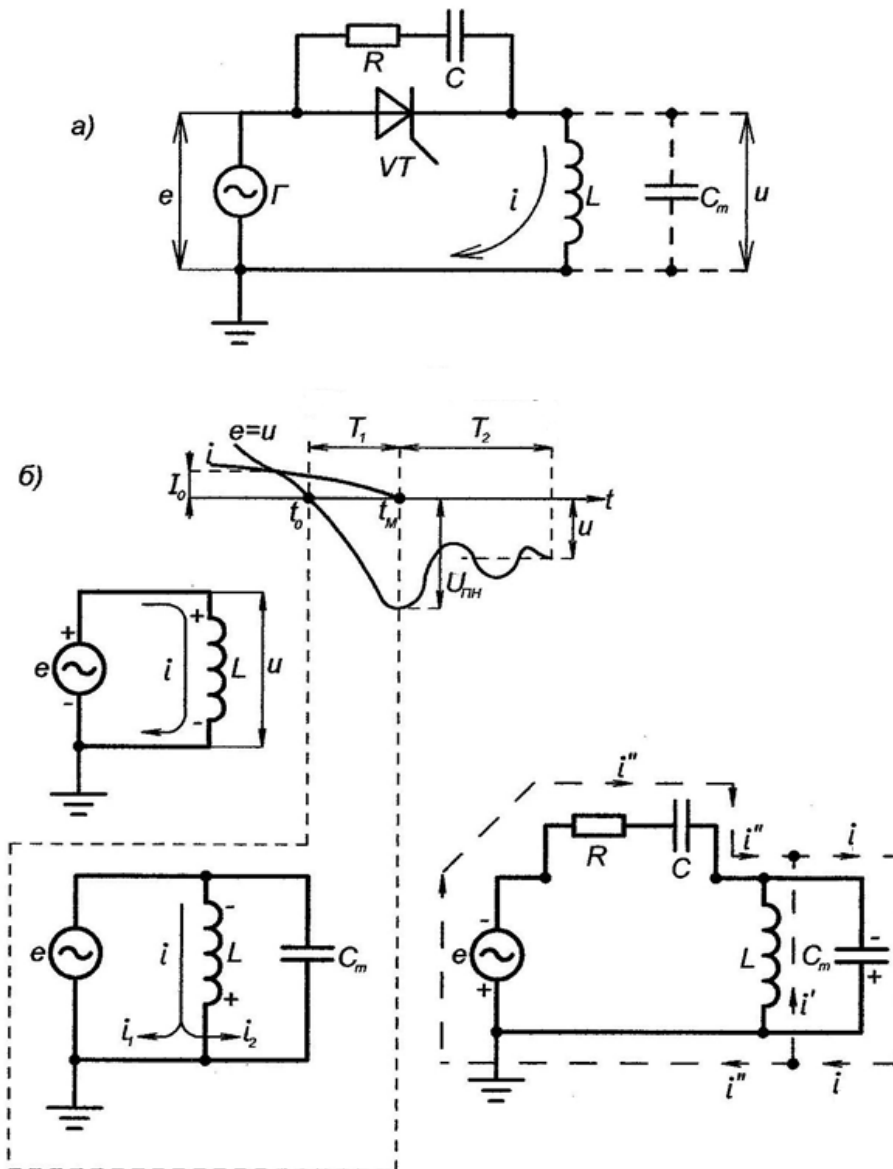 а)
R
C
VT
e
Г
i
L
Cт
u
б)
e=u
T₁
T₂
i
I₀
t₀
tм
t
u
Uпн
+
e
-
i
+
L
-
u
e
i
-
L
+
Cт
i₁
i₂
i"
R
C
i"
i
-
e
+
L
Cт
-
+
i'
i"
i